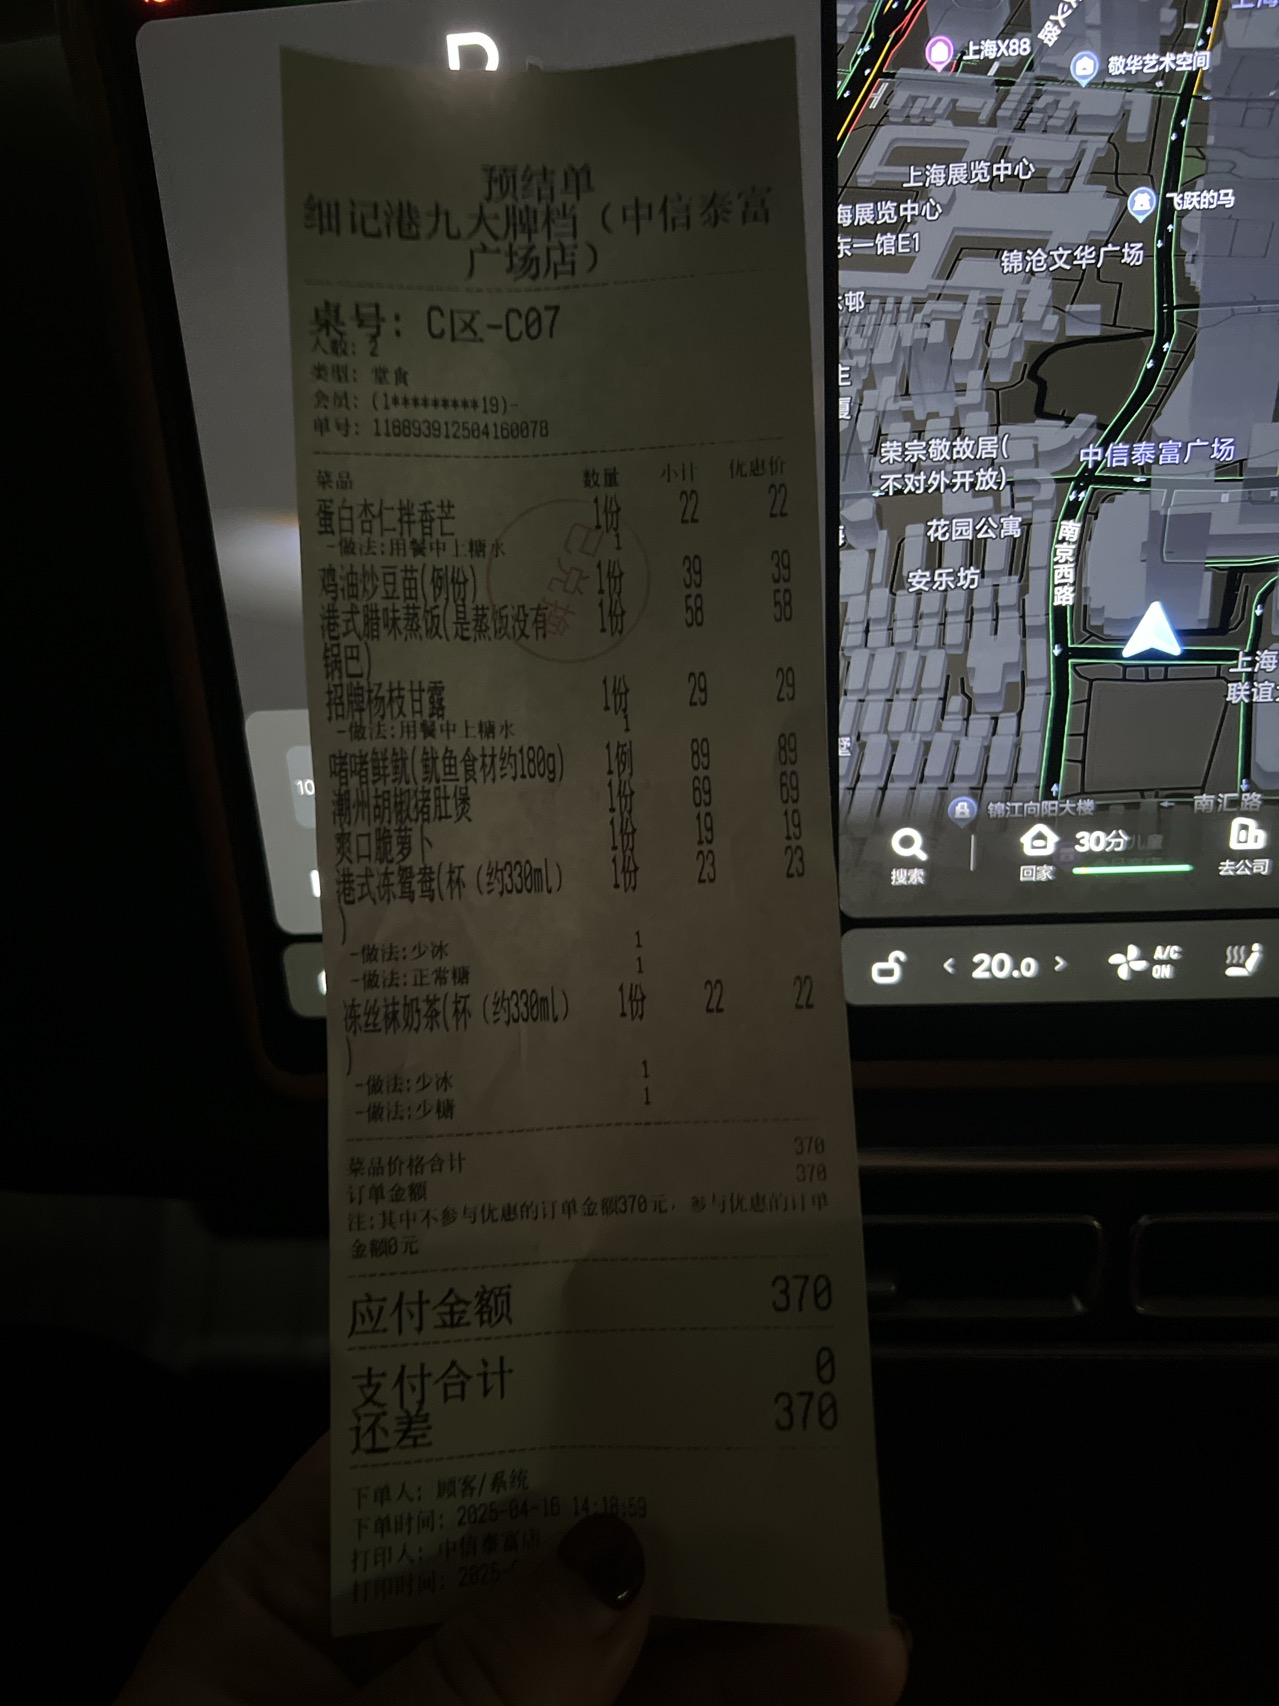 预结单
细记港九大牌档（中信泰富
广场店）
桌号: C区-C07
人数: 2
类型: 堂食
会员: (1*********19)-
单号: 118893912504160078
菜品 数量 小计 优惠价
蛋白杏仁拌香芒 1份 22 22
-做法:用餐中上糖水 1
鸡油炒豆苗(例份) 1份 39 39
港式腊味蒸饭(是蒸饭没有 1份 58 58
锅巴)
招牌杨枝甘露 1份 29 29
-做法:用餐中上糖水 1
啫啫鲜鱿(鱿鱼食材约180g) 1例 89 89
潮州胡椒猪肚煲 1份 69 69
爽口脆萝卜 1份 19 19
港式冻鸳鸯(杯（约330ml) 1份 23 23
)
-做法:少冰 1
-做法:正常糖 1
冻丝袜奶茶(杯（约330ml) 1份 22 22
)
-做法:少冰 1
-做法:少糖 1
已兑换
菜品价格合计 370
订单金额 370
注:其中不参与优惠的订单金额370元，参与优惠的订单
金额0元
应付金额 370
支付合计 0
还差 370
下单人: 顾客/系统
下单时间: 2025-04-16 14:18:59
打印人: 中信泰富店
打印时间: 2025-
上海X88
敬华艺术空间
上海展览中心
飞跃的马
海展览中心
东一馆E1
锦沧文华广场
邨
荣宗敬故居(
不对外开放)
中信泰富广场
花园公寓
安乐坊
南京西路
上海
联谊
锦江向阳大楼
南汇路
搜索
回家
30分
去公司
< 20.0 >
A/C
ON